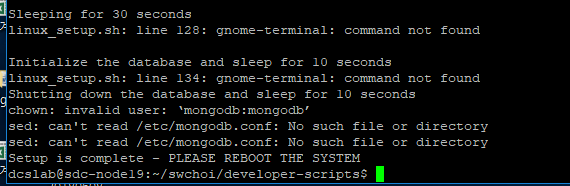 Sleeping for 30 seconds
linux_setup.sh: line 128: gnome-terminal: command not found
Initialize the database and sleep for 10 seconds
linux_setup.sh: line 134: gnome-terminal: command not found
Shutting down the database and sleep for 10 seconds
chown: invalid user: ‘mongodb:mongodb’
sed: can't read /etc/mongodb.conf: No such file or directory
sed: can't read /etc/mongodb.conf: No such file or directory
Setup is complete - PLEASE REBOOT THE SYSTEM
dcslab@sdc-node19:~/swchoi/developer-scripts$